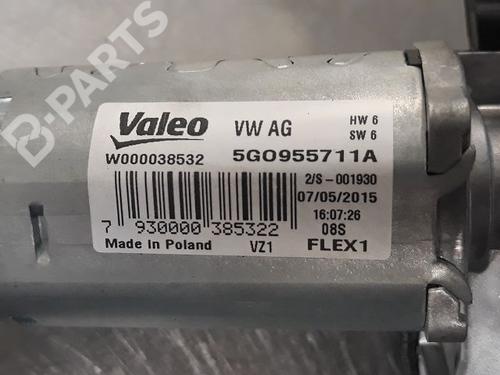 B-PARTS
Valeo
VW AG
HW 6
SW 6
W000038532
5G0955711A
2/S-001930
07/05/2015
16:07:26
08S
7 930000 385322
Made in Poland
VZ1
FLEX1